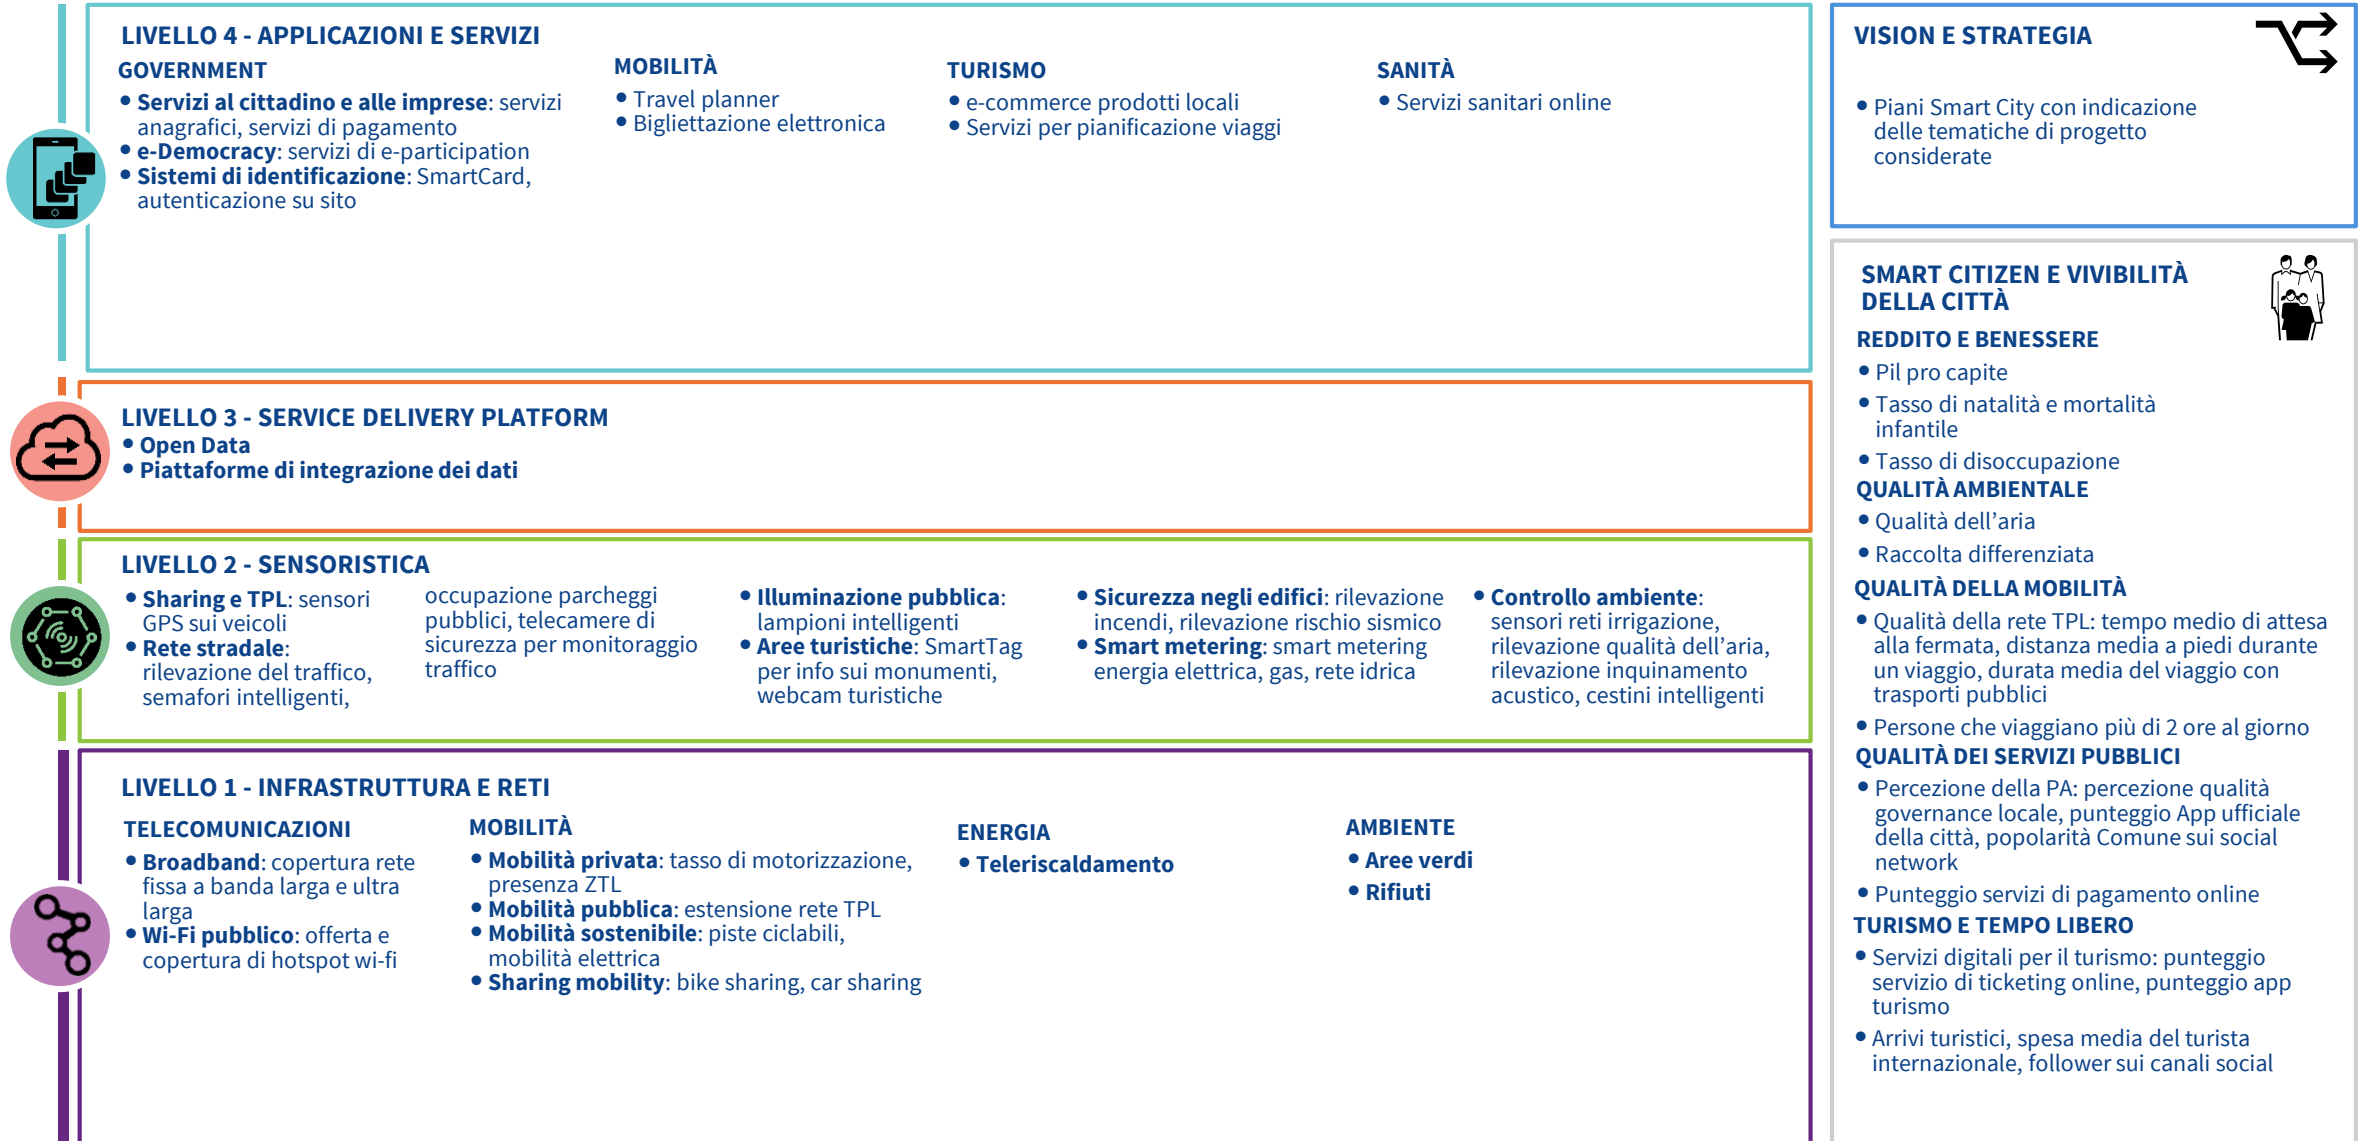 LIVELLO 4 - APPLICAZIONI E SERVIZI
GOVERNMENT
• Servizi al cittadino e alle imprese: servizi
anagrafici, servizi di pagamento
• e-Democracy: servizi di e-participation
• Sistemi di identificazione: SmartCard,
autenticazione su sito
MOBILITÀ
• Travel planner
• Bigliettazione elettronica
TURISMO
• e-commerce prodotti locali
• Servizi per pianificazione viaggi
SANITÀ
• Servizi sanitari online
LIVELLO 3 - SERVICE DELIVERY PLATFORM
• Open Data
• Piattaforme di integrazione dei dati
LIVELLO 2 - SENSORISTICA
• Sharing e TPL: sensori
GPS sui veicoli
• Rete stradale:
rilevazione del traffico,
semafori intelligenti,
occupazione parcheggi
pubblici, telecamere di
sicurezza per monitoraggio
traffico
• Illuminazione pubblica:
lampioni intelligenti
• Aree turistiche: SmartTag
per info sui monumenti,
webcam turistiche
• Sicurezza negli edifici: rilevazione
incendi, rilevazione rischio sismico
• Smart metering: smart metering
energia elettrica, gas, rete idrica
• Controllo ambiente:
sensori reti irrigazione,
rilevazione qualità dell'aria,
rilevazione inquinamento
acustico, cestini intelligenti
LIVELLO 1 - INFRASTRUTTURA E RETI
TELECOMUNICAZIONI
• Broadband: copertura rete
fissa a banda larga e ultra
larga
• Wi-Fi pubblico: offerta e
copertura di hotspot wi-fi
MOBILITÀ
• Mobilità privata: tasso di motorizzazione,
presenza ZTL
• Mobilità pubblica: estensione rete TPL
• Mobilità sostenibile: piste ciclabili,
mobilità elettrica
• Sharing mobility: bike sharing, car sharing
ENERGIA
• Teleriscaldamento
AMBIENTE
• Aree verdi
• Rifiuti
VISION E STRATEGIA
• Piani Smart City con indicazione
delle tematiche di progetto
considerate
SMART CITIZEN E VIVIBILITÀ
DELLA CITTÀ
REDDITO E BENESSERE
• Pil pro capite
• Tasso di natalità e mortalità
infantile
• Tasso di disoccupazione
QUALITÀ AMBIENTALE
• Qualità dell'aria
• Raccolta differenziata
QUALITÀ DELLA MOBILITÀ
• Qualità della rete TPL: tempo medio di attesa
alla fermata, distanza media a piedi durante
un viaggio, durata media del viaggio con
trasporti pubblici
• Persone che viaggiano più di 2 ore al giorno
QUALITÀ DEI SERVIZI PUBBLICI
• Percezione della PA: percezione qualità
governance locale, punteggio App ufficiale
della città, popolarità Comune sui social
network
• Punteggio servizi di pagamento online
TURISMO E TEMPO LIBERO
• Servizi digitali per il turismo: punteggio
servizio di ticketing online, punteggio app
turismo
• Arrivi turistici, spesa media del turista
internazionale, follower sui canali social